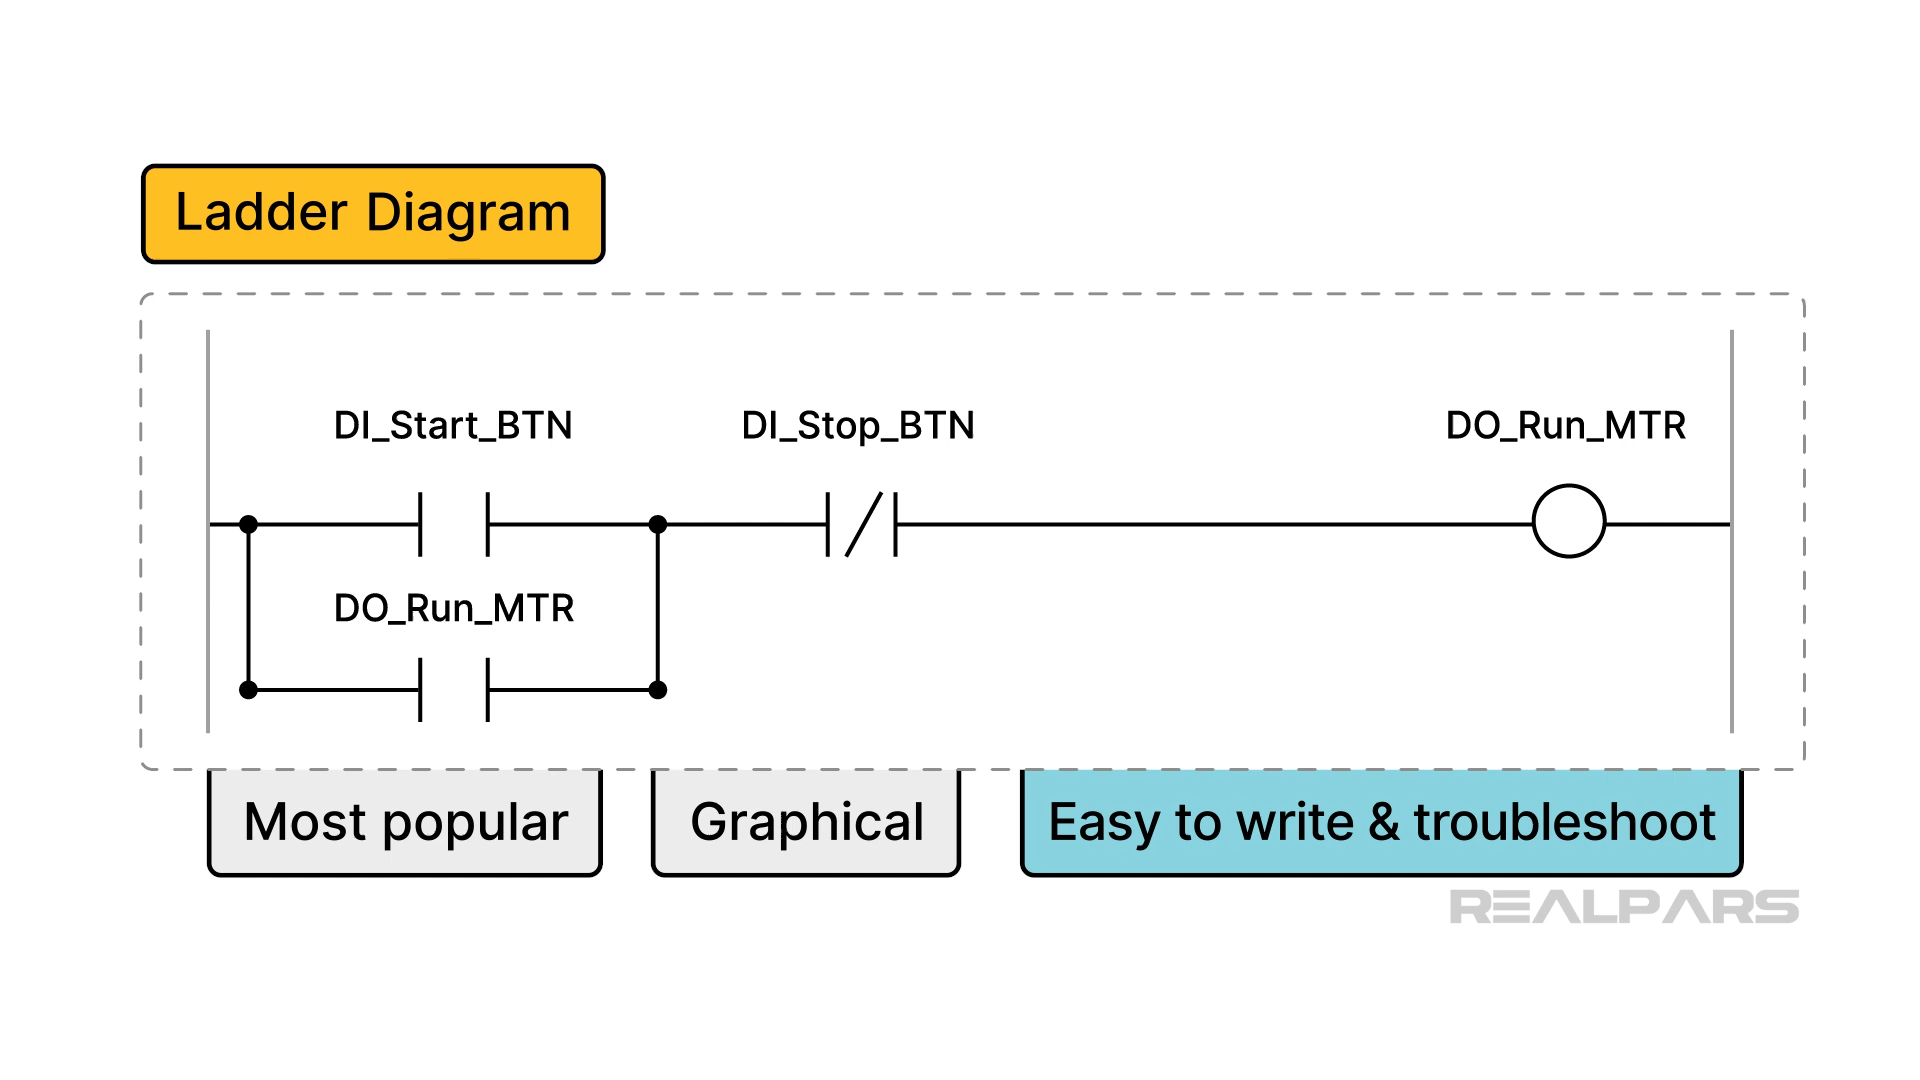 Ladder Diagram
DI_Start_BTN
DI_Stop_BTN
DO_Run_MTR
DO_Run_MTR
Most popular
Graphical
Easy to write & troubleshoot
REALPARS